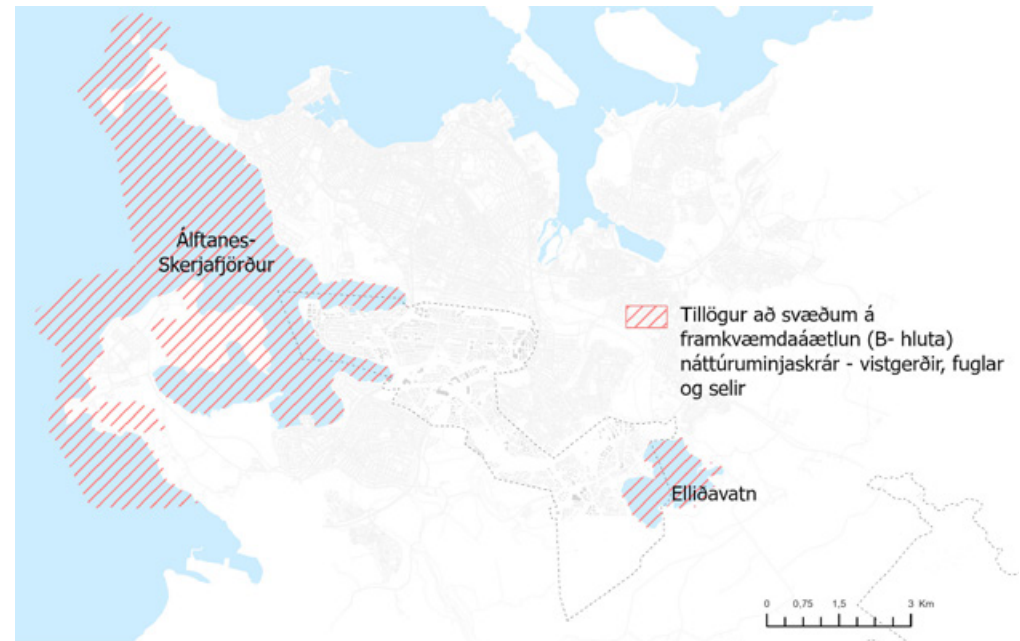 Álftanes-
Skerjafjörður
Tillögur að svæðum á
framkvæmdaáætlun (B- hluta)
náttúruminjaskrár - vistgerðir, fuglar
og selir
Elliðavatn
0 0,75 1,5 3 Km